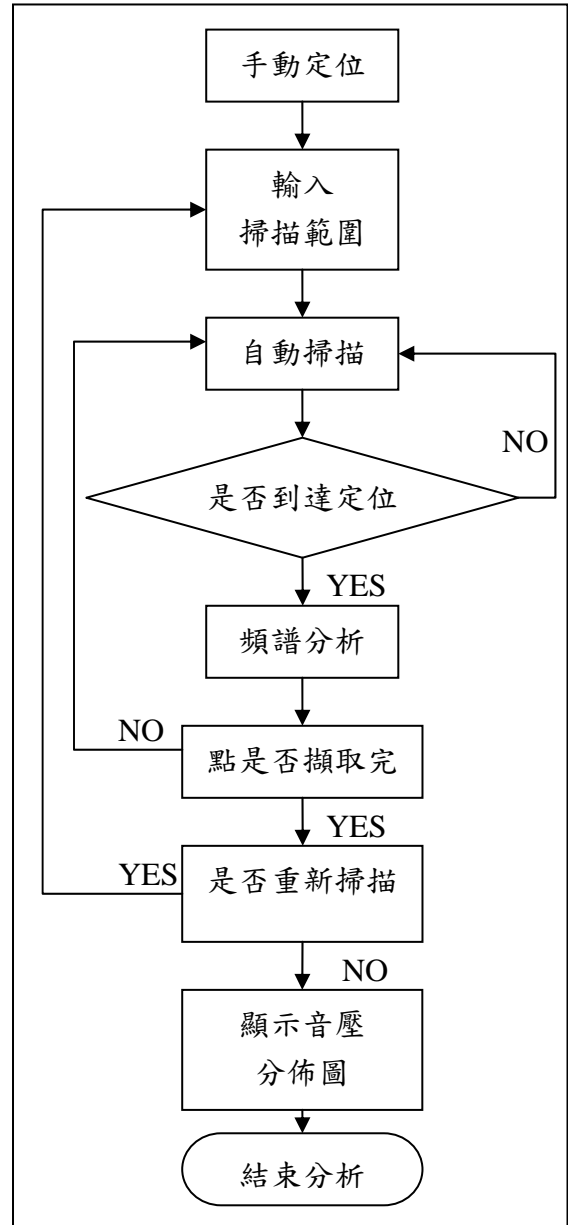 手動定位
輸入
掃描範圍
自動掃描
NO
是否到達定位
YES
頻譜分析
NO
點是否擷取完
YES
YES
是否重新掃描
NO
顯示音壓
分佈圖
結束分析